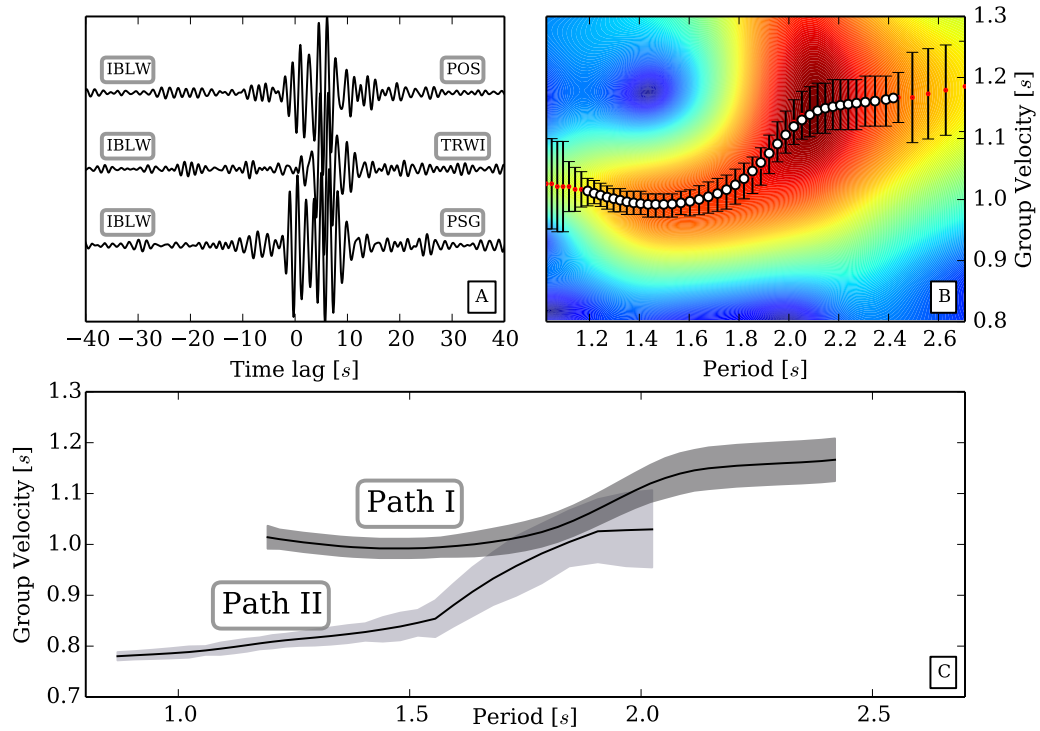 IBLW POS
IBLW TRWI
IBLW PSG
A
−40 −30 −20 −10 0 10 20 30 40
Time lag [s]
1.3
1.2
1.1
1.0
0.9
0.8
Group Velocity [s]
B
1.2 1.4 1.6 1.8 2.0 2.2 2.4 2.6
Period [s]
1.3
1.2
1.1
1.0
0.9
0.8
0.7
Group Velocity [s]
Path I
Path II
C
1.0 1.5 2.0 2.5
Period [s]